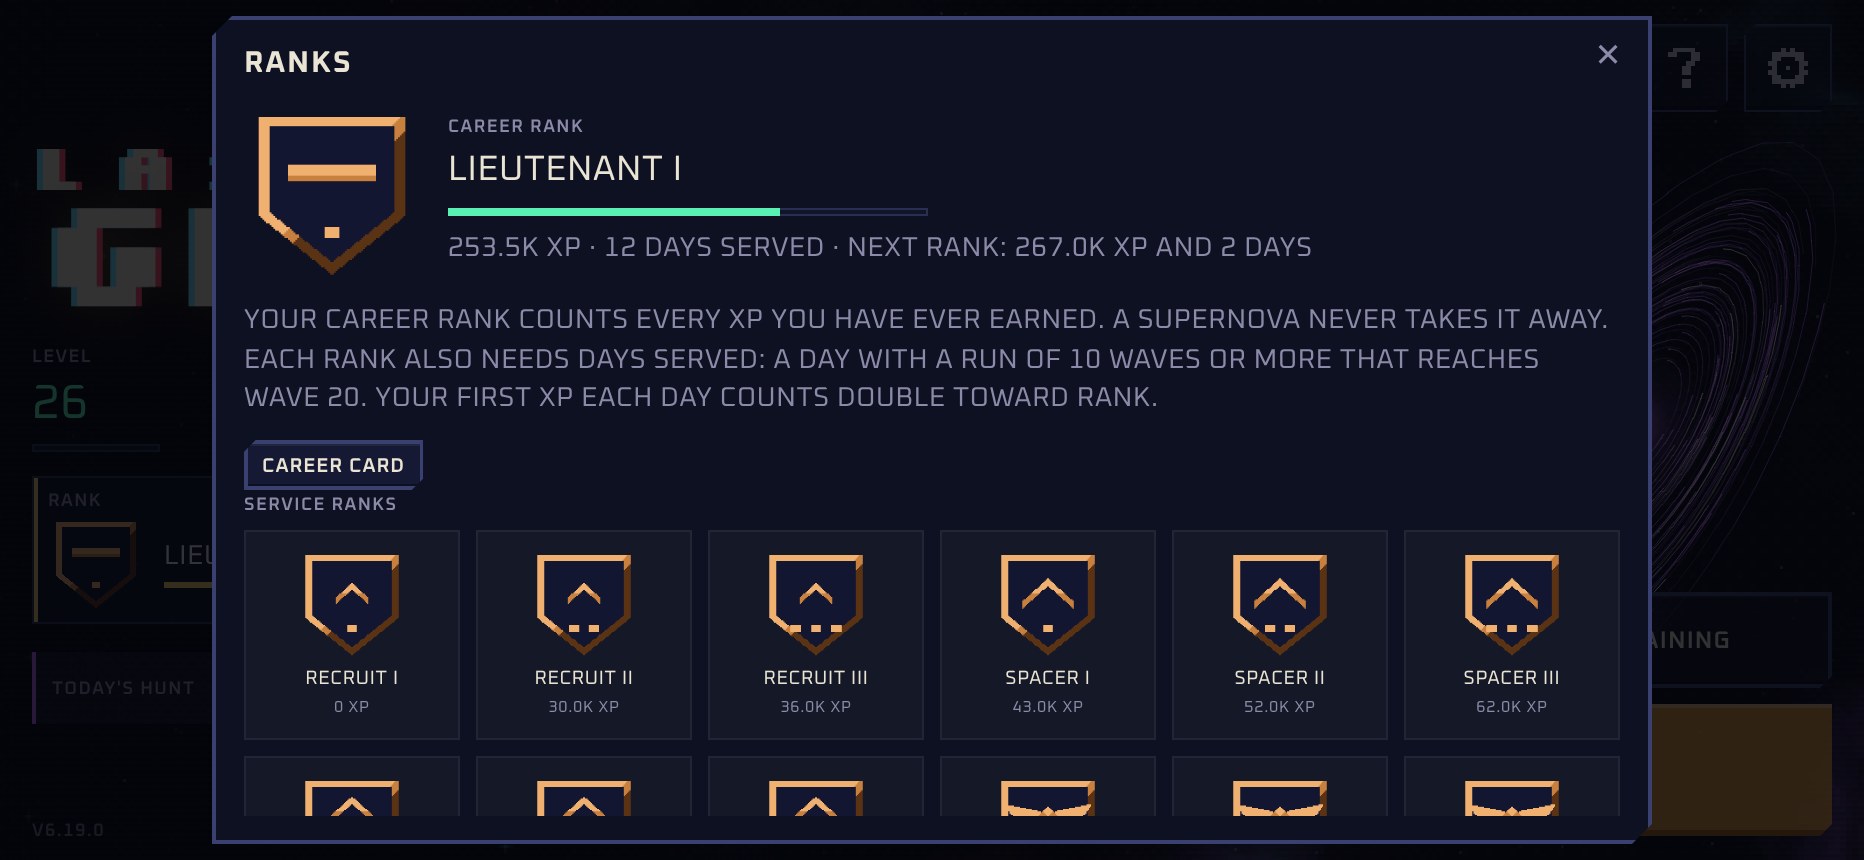 RANKS
CAREER RANK
LIEUTENANT I
253.5K XP · 12 DAYS SERVED · NEXT RANK: 267.0K XP AND 2 DAYS
YOUR CAREER RANK COUNTS EVERY XP YOU HAVE EVER EARNED. A SUPERNOVA NEVER TAKES IT AWAY.
EACH RANK ALSO NEEDS DAYS SERVED: A DAY WITH A RUN OF 10 WAVES OR MORE THAT REACHES
WAVE 20. YOUR FIRST XP EACH DAY COUNTS DOUBLE TOWARD RANK.
CAREER CARD
SERVICE RANKS
RECRUIT I
0 XP
RECRUIT II
30.0K XP
RECRUIT III
36.0K XP
SPACER I
43.0K XP
SPACER II
52.0K XP
SPACER III
62.0K XP
LEVEL
26
RANK
TODAY'S HUNT
V6.19.0
?